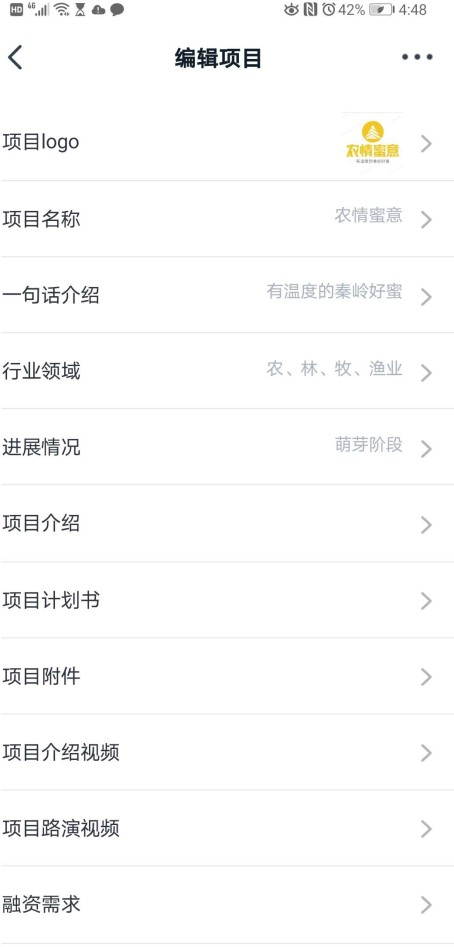 HD 4G 42% 4:48
编辑项目
项目logo
农情蜜意
项目名称 农情蜜意
一句话介绍 有温度的秦岭好蜜
行业领域 农、林、牧、渔业
进展情况 萌芽阶段
项目介绍
项目计划书
项目附件
项目介绍视频
项目路演视频
融资需求